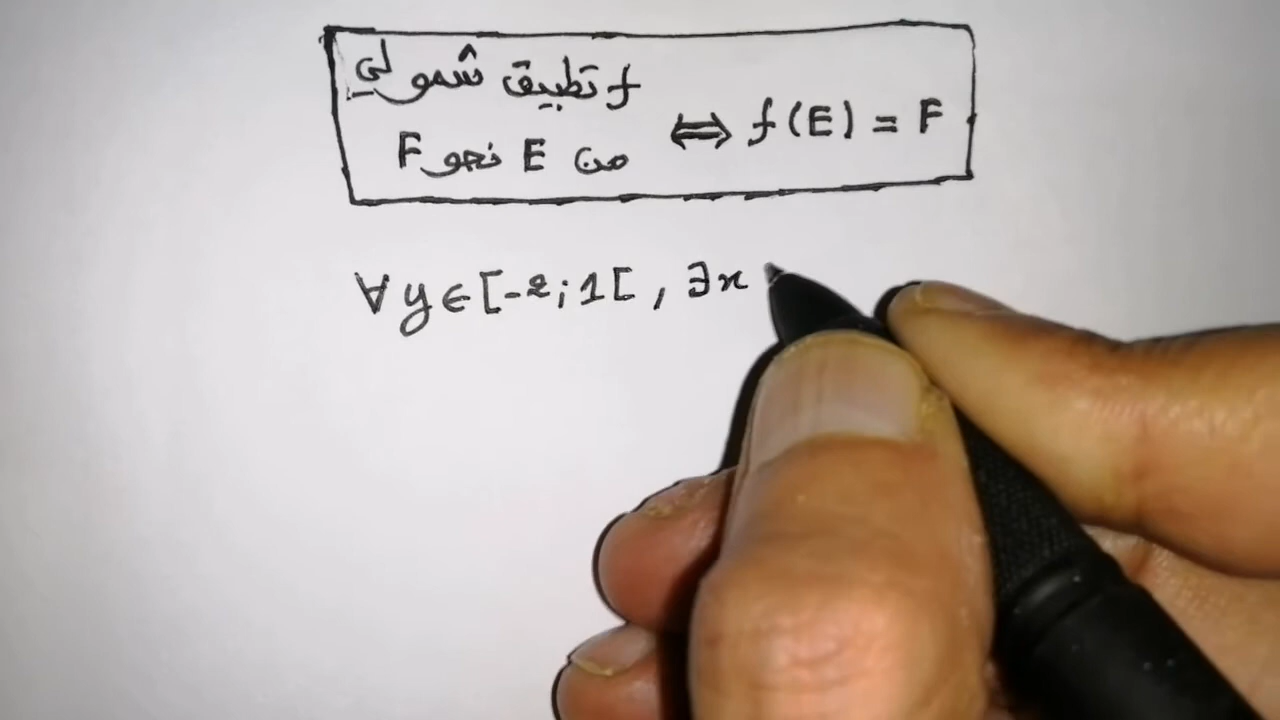 f تطبيق شمولي
من E نحو F
⇔ f(E) = F
∀y∈[-2;1[ , ∃x